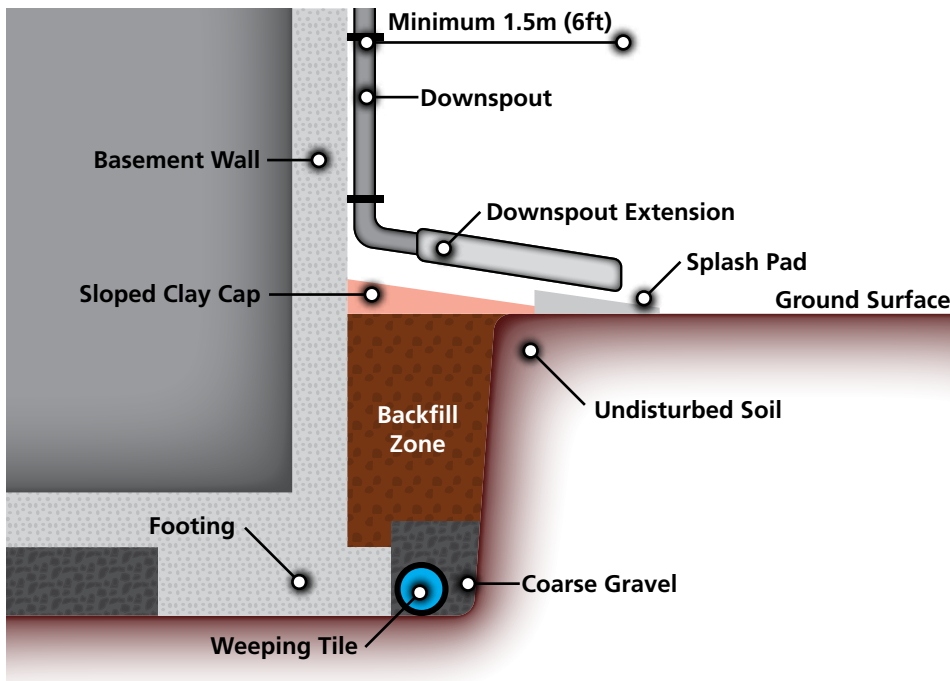 Minimum 1.5m (6ft)
Downspout
Basement Wall
Downspout Extension
Splash Pad
Sloped Clay Cap
Ground Surface
Undisturbed Soil
Backfill
Zone
Footing
Coarse Gravel
Weeping Tile